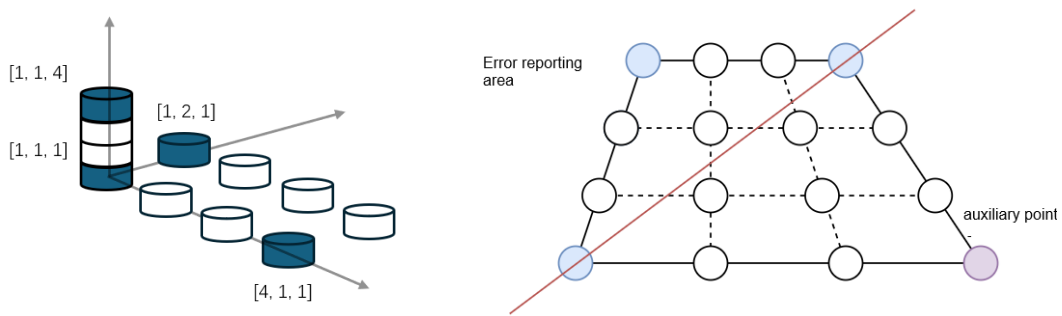 [1, 1, 4]
[1, 2, 1]
[1, 1, 1]
[4, 1, 1]
Error reporting
area
auxiliary point
-